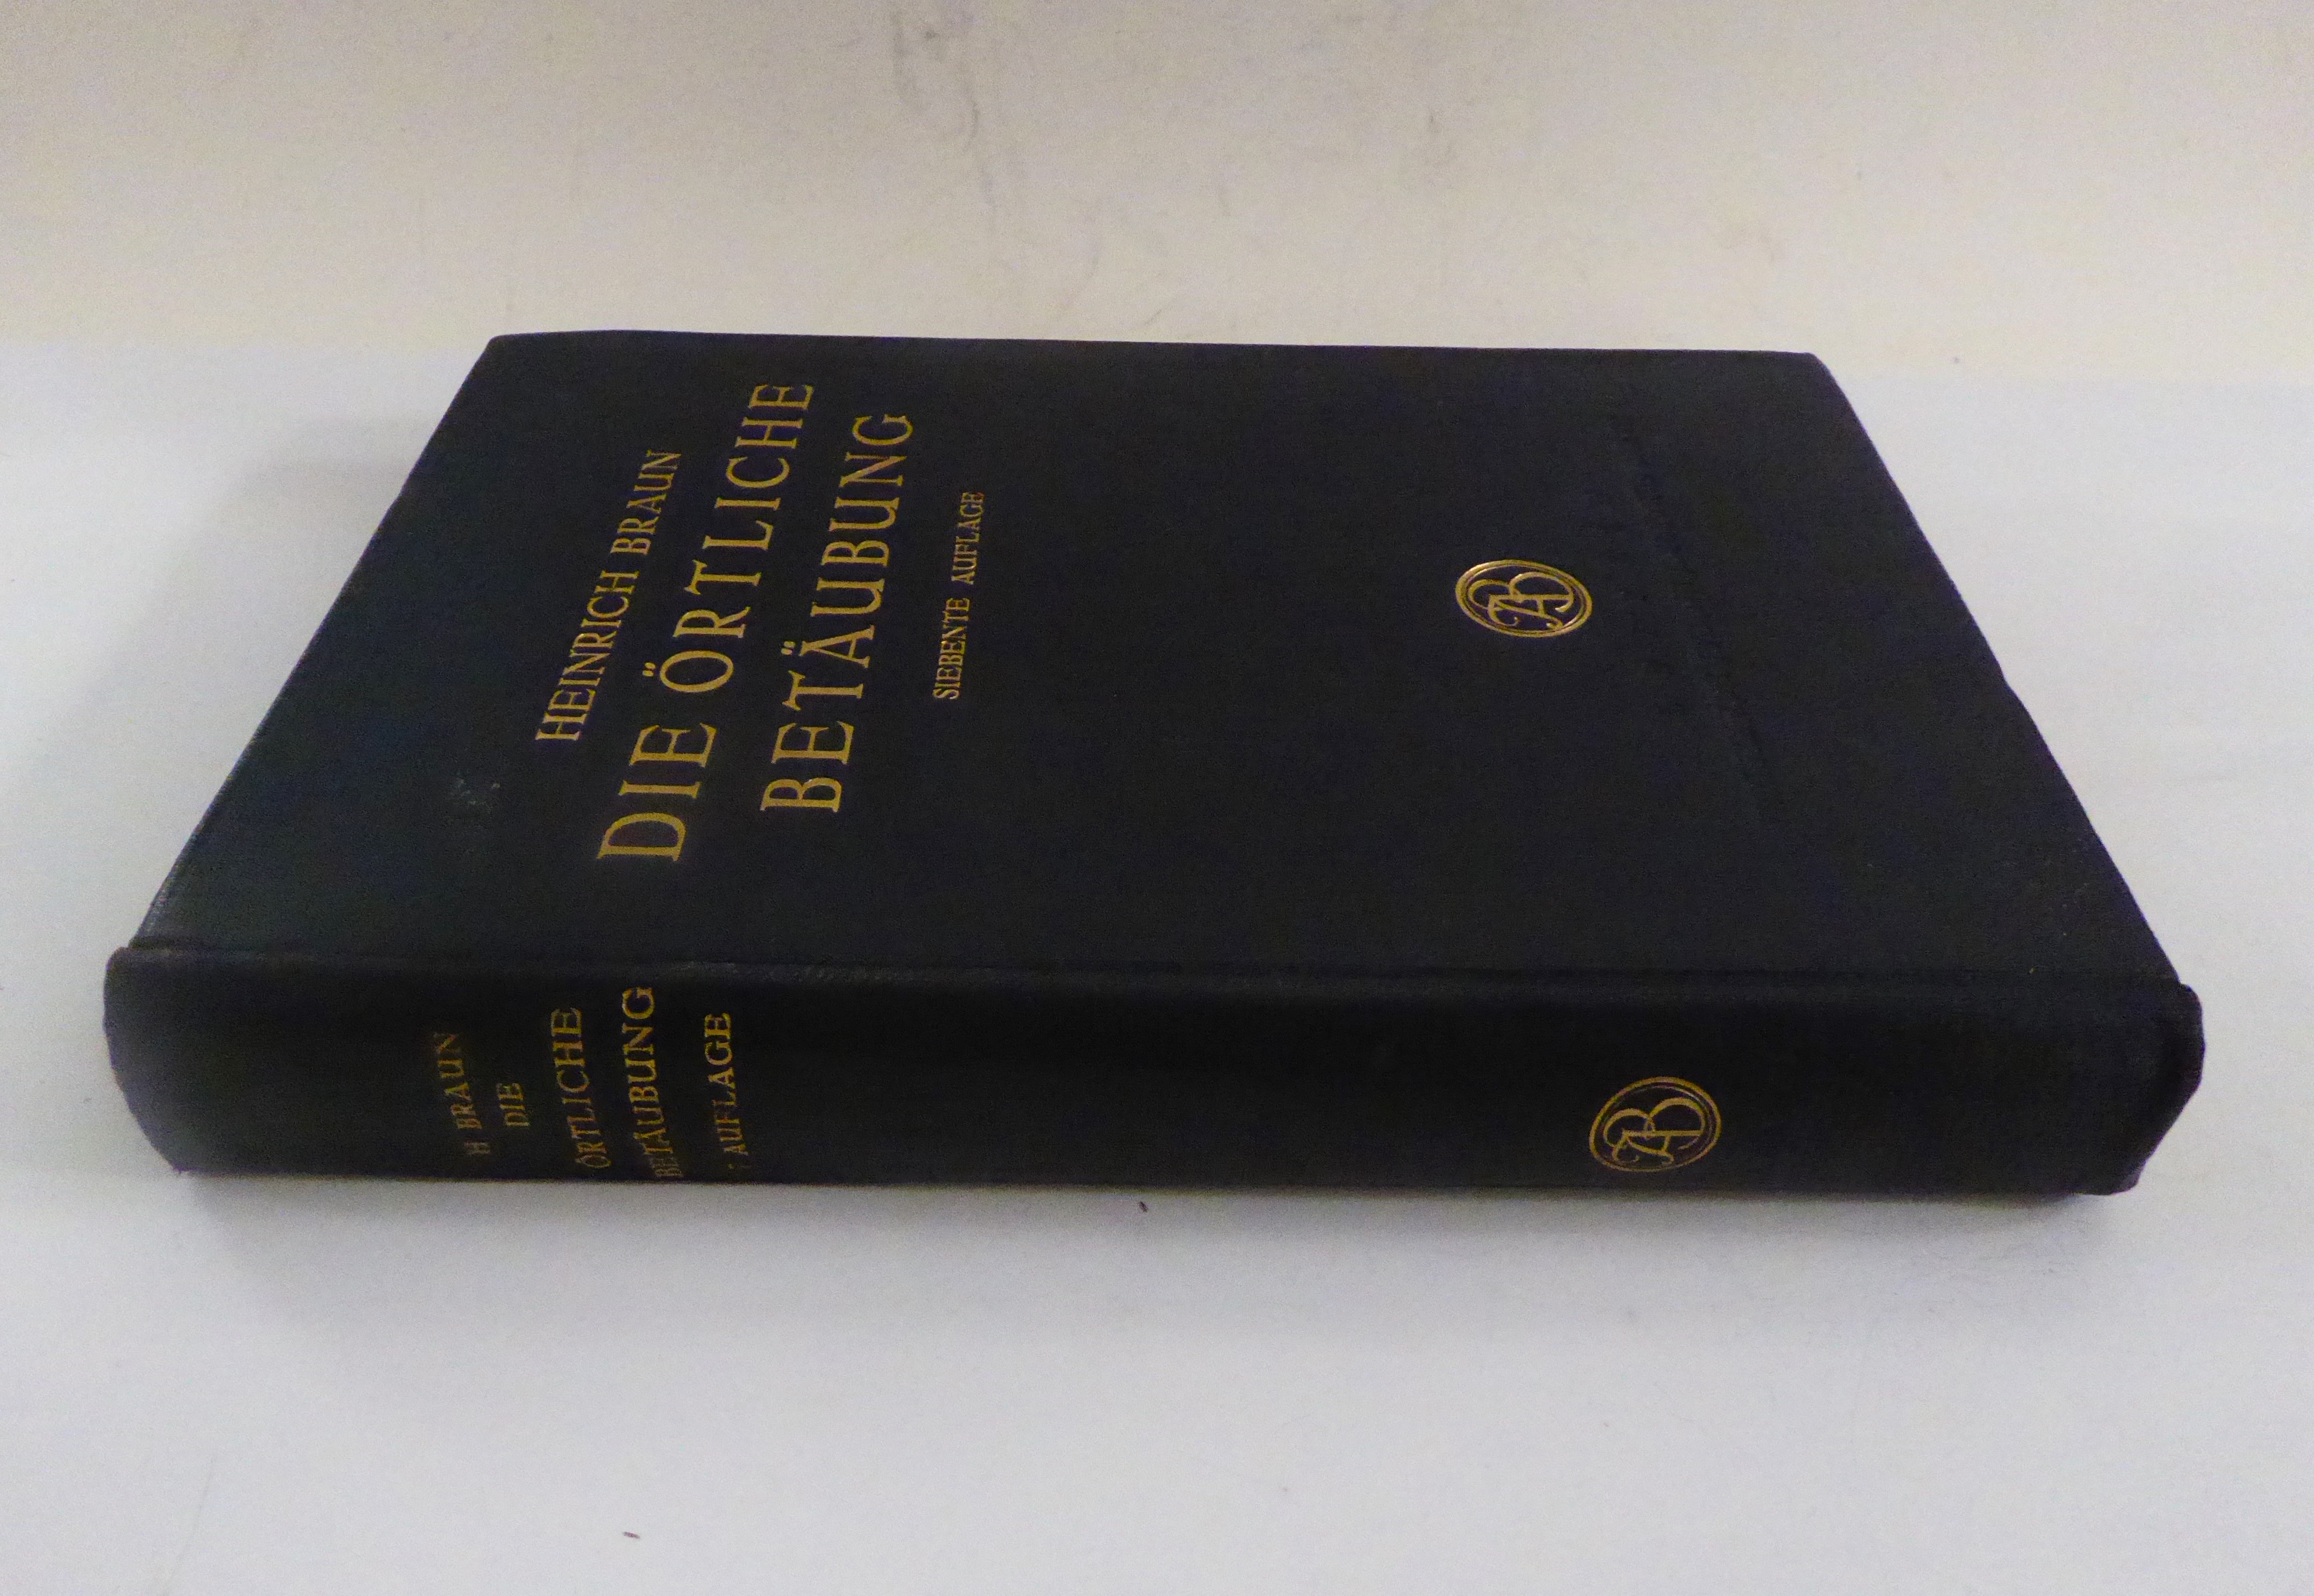 HEINRICH BRAUN
DIE ÖRTLICHE
BETÄUBUNG
SIEBENTE AUFLAGE
H BRAUN
DIE
ÖRTLICHE
BETÄUBUNG
AUFLAGE